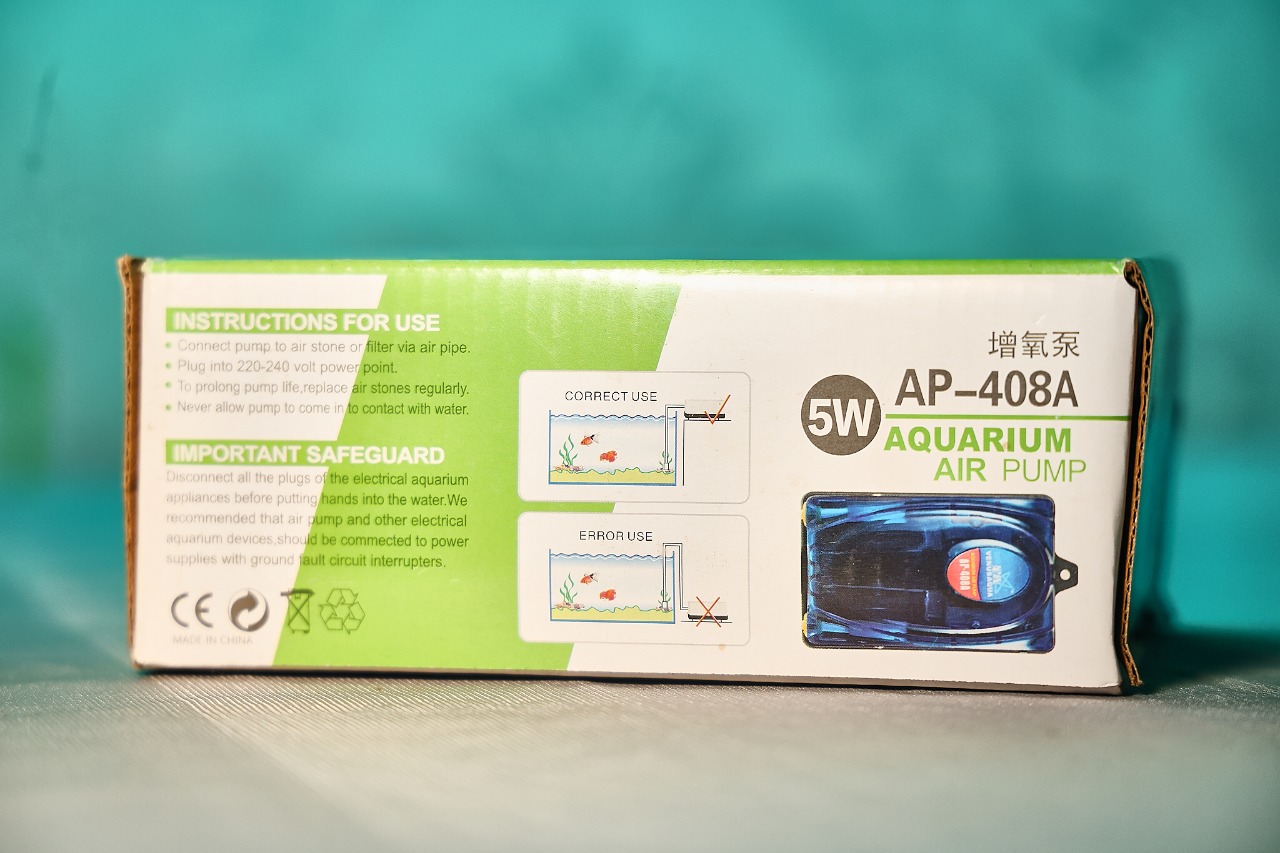 INSTRUCTIONS FOR USE
• Connect pump.to air stone or filter via air pipe.
• Plug into 220-240 volt power point.
• To prolong pump life,replace air stones regularly.
• Never allow pump to come in to contact with water.
IMPORTANT SAFEGUARD
Disconnect all the plugs of the electrical aquarium
appliances before putting hands into the water.We
recommended that air pump and other electrical
aquarium devices,should be commected to power
supplies with ground fault circuit interrupters.
CE
MADE IN CHINA
CORRECT USE
ERROR USE
增氧泵
5W
AP-408A
AQUARIUM
AIR PUMP
VENUSAQUA